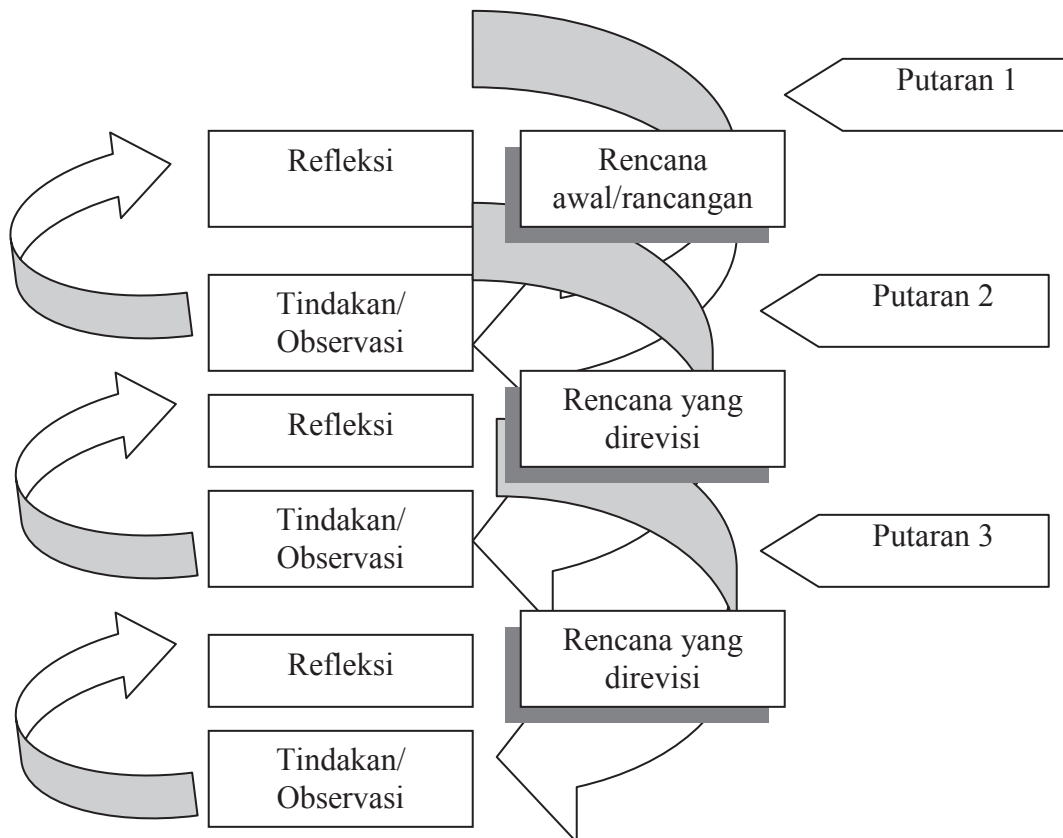 Putaran 1
Refleksi
Rencana
awal/rancangan
Tindakan/
Observasi
Putaran 2
Refleksi
Rencana yang
direvisi
Tindakan/
Observasi
Putaran 3
Refleksi
Rencana yang
direvisi
Tindakan/
Observasi